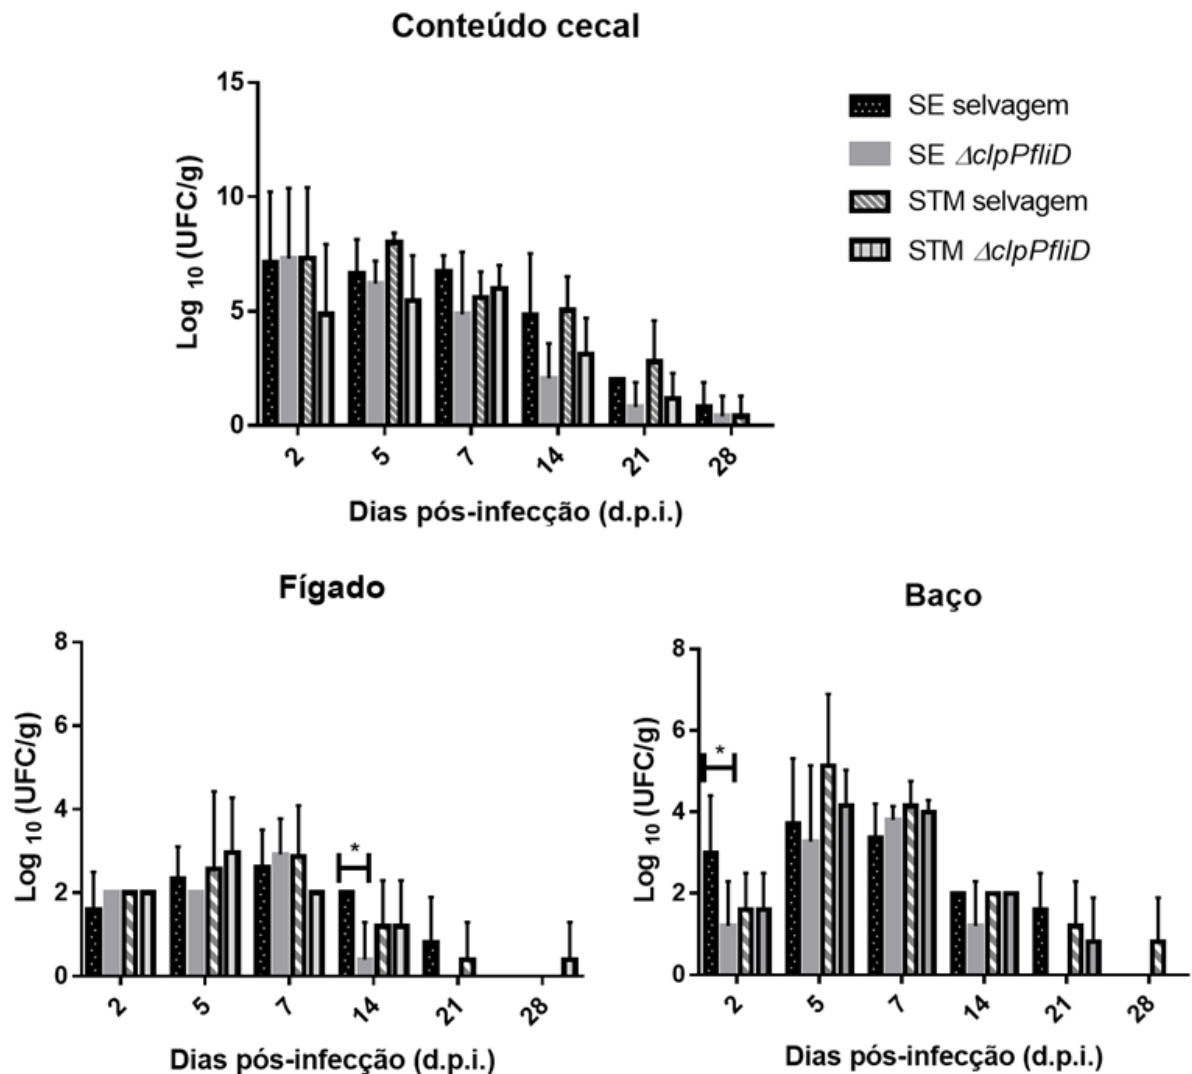 Conteúdo cecal
15
10
5
0
Log 10 (UFC/g)
2
5
7
14
21
28
Dias pós-infecção (d.p.i.)
SE selvagem
SE ΔclpPfliD
STM selvagem
STM ΔclpPfliD
Fígado
8
6
4
2
0
Log 10 (UFC/g)
*
2
5
7
14
21
28
Dias pós-infecção (d.p.i.)
Baço
8
6
4
2
0
Log 10 (UFC/g)
*
2
5
7
14
21
28
Dias pós-infecção (d.p.i.)